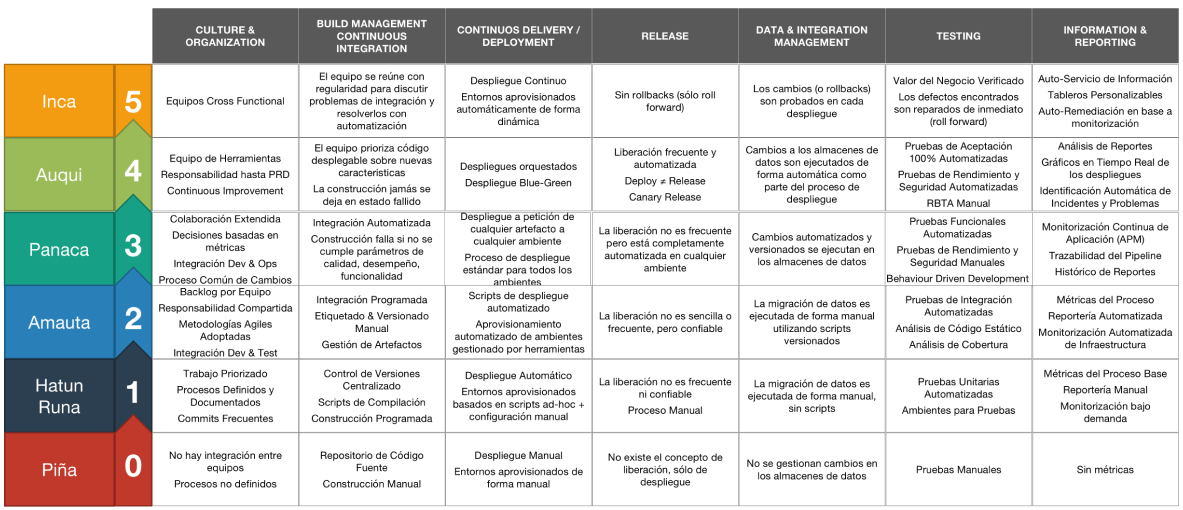 CULTURE &
ORGANIZATION
BUILD MANAGEMENT
CONTINUOUS
INTEGRATION
CONTINUOS DELIVERY /
DEPLOYMENT
RELEASE
DATA & INTEGRATION
MANAGEMENT
TESTING
INFORMATION &
REPORTING
Inca
5
Equipos Cross Functional
El equipo se reúne con
regularidad para discutir
problemas de integración y
resolverlos con
automatización
Despliegue Continuo
Entornos aprovisionados
automáticamente de forma
dinámica
Sin rollbacks (sólo roll
forward)
Los cambios (o rollbacks)
son probados en cada
despliegue
Valor del Negocio Verificado
Los defectos encontrados
son reparados de inmediato
(roll forward)
Auto-Servicio de Información
Tableros Personalizables
Auto-Remediación en base a
monitorización
Auqui
4
Equipo de Herramientas
Responsabilidad hasta PRD
Continuous Improvement
El equipo prioriza código
desplegable sobre nuevas
caracteristicas
La construcción jamás se
deja en estado fallido
Despliegues orquestados
Despliegue Blue-Green
Liberación frecuente y
automatizada
Deploy ≠ Release
Canary Release
Cambios a los almacenes de
datos son ejecutados de
forma automática como
parte del proceso de
despliegue
Pruebas de Aceptación
100% Automatizadas
Pruebas de Rendimiento y
Seguridad Automatizadas
RBTA Manual
Análisis de Reportes
Gráficos en Tiempo Real de
los despliegues
Identificación Automática de
Incidentes y Problemas
Panaca
3
Colaboración Extendida
Decisiones basadas en
métricas
Integración Dev & Ops
Proceso Común de Cambios
Integración Automatizada
Construcción falla si no se
cumple parámetros de
calidad, desempeño,
funcionalidad
Despliegue a petición de
cualquier artefacto a
cualquier ambiente
Proceso de despliegue
estándar para todos los
ambientes
La liberación no es frecuente
pero está completamente
automatizada en cualquier
ambiente
Cambios automatizados y
versionados se ejecutan en
los almacenes de datos
Pruebas Funcionales
Automatizadas
Pruebas de Rendimiento y
Seguridad Manuales
Behaviour Driven Development
Monitorización Continua de
Aplicación (APM)
Trazabilidad del Pipeline
Histórico de Reportes
Amauta
2
Backlog por Equipo
Responsabilidad Compartida
Metodologías Agiles
Adoptadas
Integración Dev & Test
Integración Programada
Etiquetado & Versionado
Manual
Gestión de Artefactos
Scripts de despliegue
automatizado
Aprovisionamiento
automatizado de ambientes
gestionado por herramientas
La liberación no es sencilla o
frecuente, pero confiable
La migración de datos es
ejecutada de forma manual
utilizando scripts
versionados
Pruebas de Integración
Automatizadas
Análisis de Código Estático
Análisis de Cobertura
Métricas del Proceso
Reportería Automatizada
Monitorización Automatizada
de Infraestructura
Hatun
Runa
1
Trabajo Priorizado
Procesos Definidos y
Documentados
Commits Frecuentes
Control de Versiones
Centralizado
Scripts de Compilación
Construcción Programada
Despliegue Automático
Entornos aprovisionados
basados en scripts ad-hoc +
configuración manual
La liberación no es frecuente
ni confiable
Proceso Manual
La migración de datos es
ejecutada de forma manual,
sin scripts
Pruebas Unitarias
Automatizadas
Ambientes para Pruebas
Métricas del Proceso Base
Reportería Manual
Monitorización bajo
demanda
Piña
0
No hay integración entre
equipos
Procesos no definidos
Repositorio de Código
Fuente
Construcción Manual
Despliegue Manual
Entornos aprovisionados de
forma manual
No existe el concepto de
liberación, sólo de
despliegue
No se gestionan cambios en
los almacenes de datos
Pruebas Manuales
Sin métricas